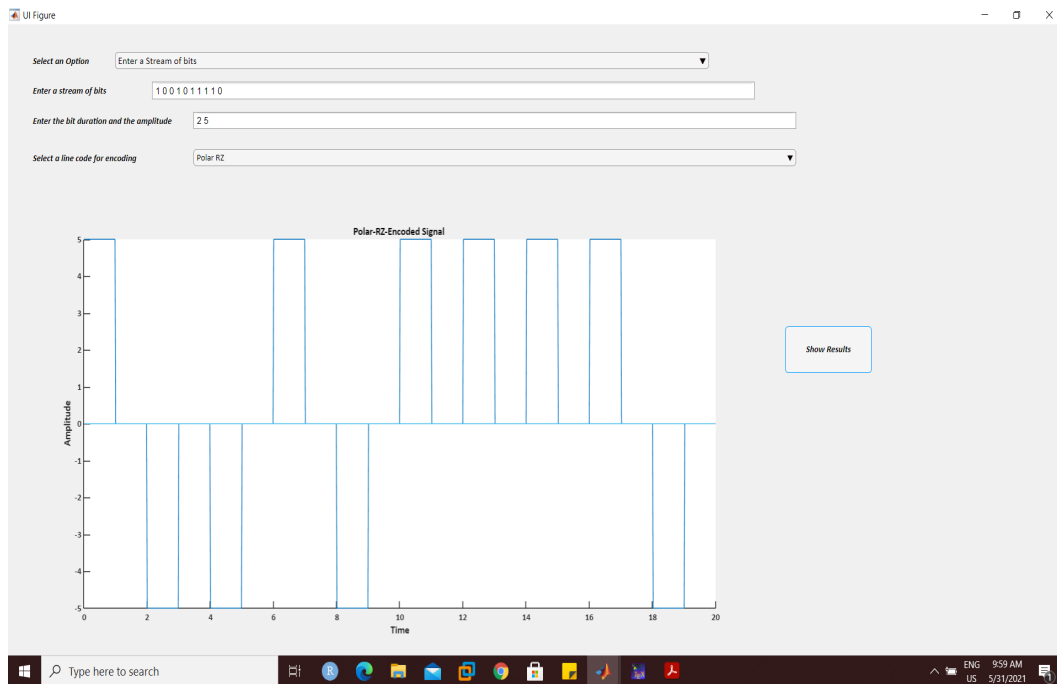 UI Figure
Select an Option Enter a Stream of bits
Enter a stream of bits 1 0 0 1 0 1 1 1 1 0
Enter the bit duration and the amplitude 2 5
Select a line code for encoding Polar RZ
Polar-RZ-Encoded Signal
5
4
3
2
1
0
-1
-2
-3
-4
-5
Amplitude
0 2 4 6 8 10 12 14 16 18 20
Time
Show Results
Type here to search
R
ENG 9:59 AM
US 5/31/2021
1